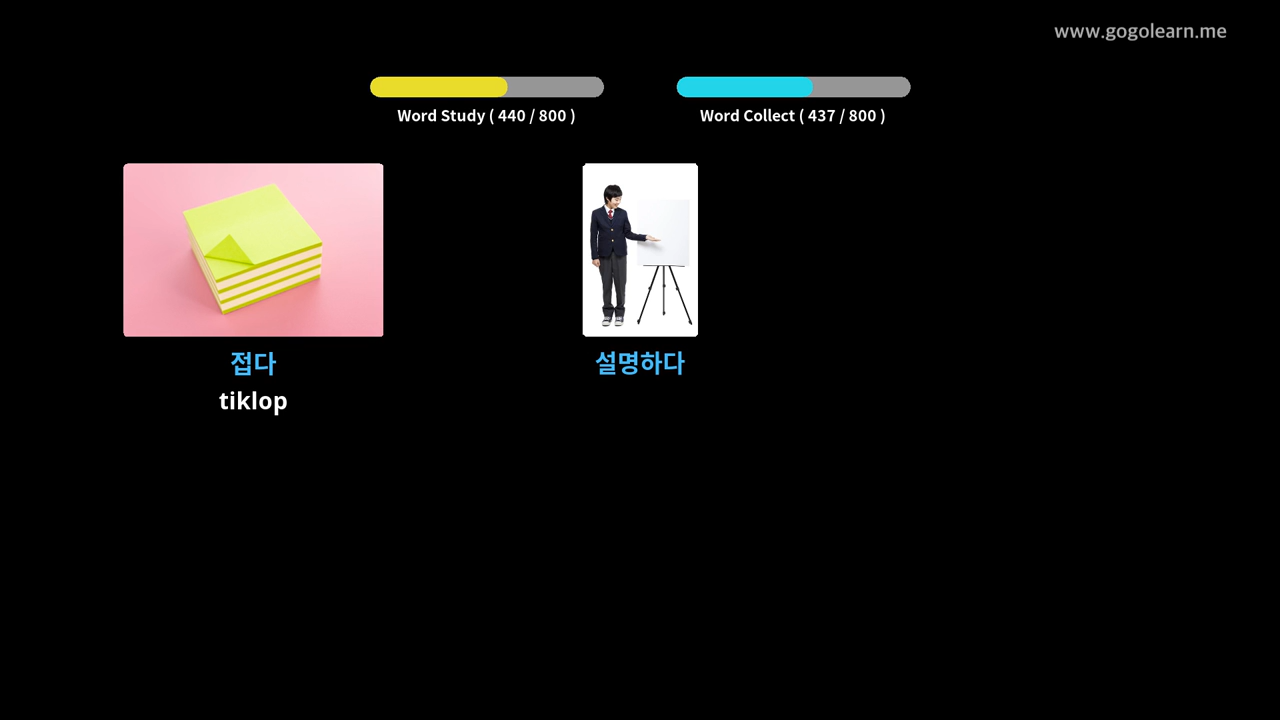 www.gogolearn.me
Word Study ( 440 / 800 )
Word Collect ( 437 / 800 )
접다
설명하다
tiklop